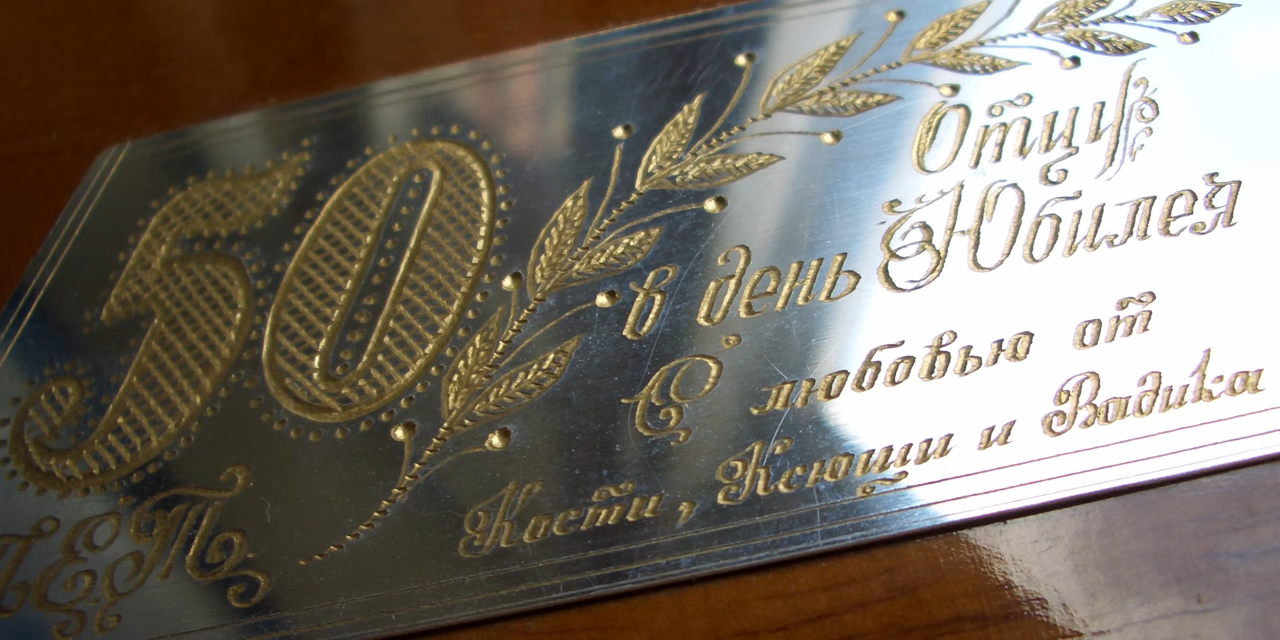 50
ЛЕТ
Отцу
в день Юбилея
С любовью от
Кости, Ксюши и Вадика